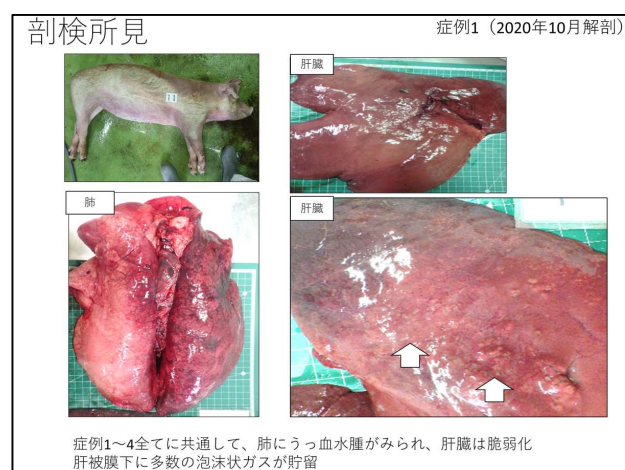 剖検所見
症例1（2020年10月解剖）
肝臓
肺
肝臓
症例1～4全てに共通して、肺にうっ血水腫がみられ、肝臓は脆弱化
肝被膜下に多数の泡沫状ガスが貯留